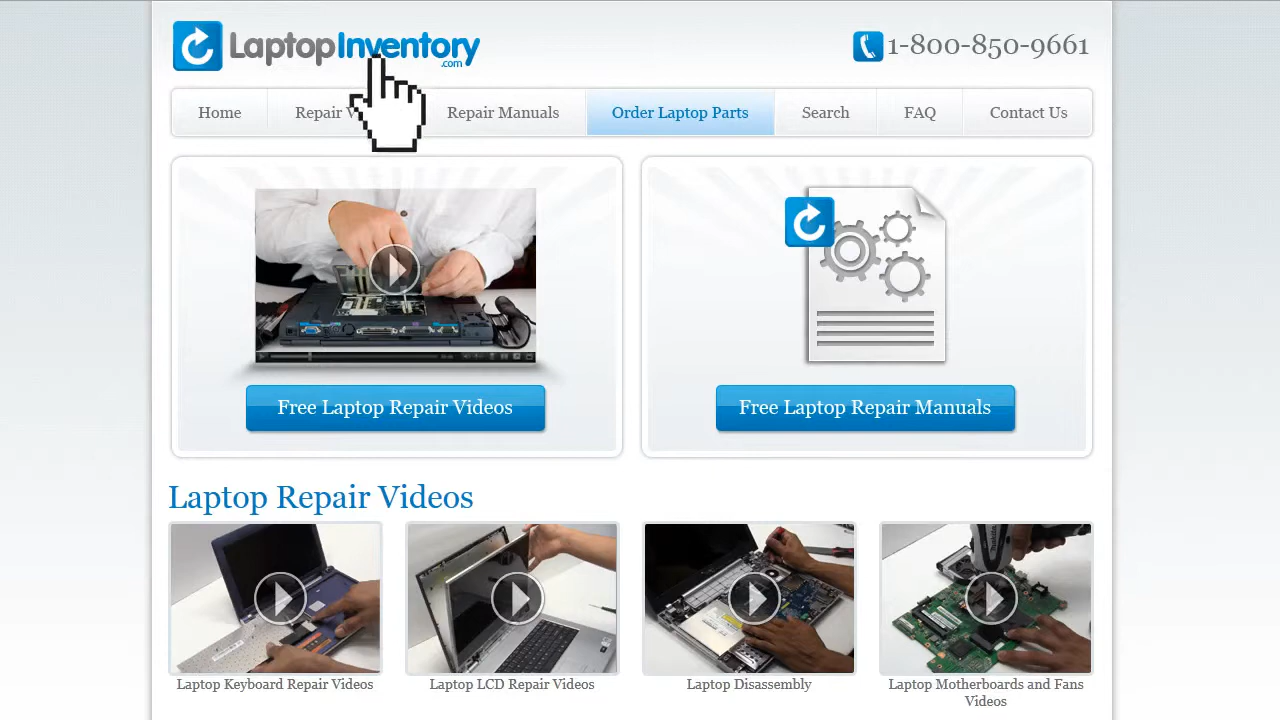 LaptopInventory
.com
1-800-850-9661
Home
Repair V
Repair Manuals
Order Laptop Parts
Search
FAQ
Contact Us
Free Laptop Repair Videos
Free Laptop Repair Manuals
Laptop Repair Videos
Laptop Keyboard Repair Videos
Laptop LCD Repair Videos
Laptop Disassembly
Laptop Motherboards and Fans
Videos